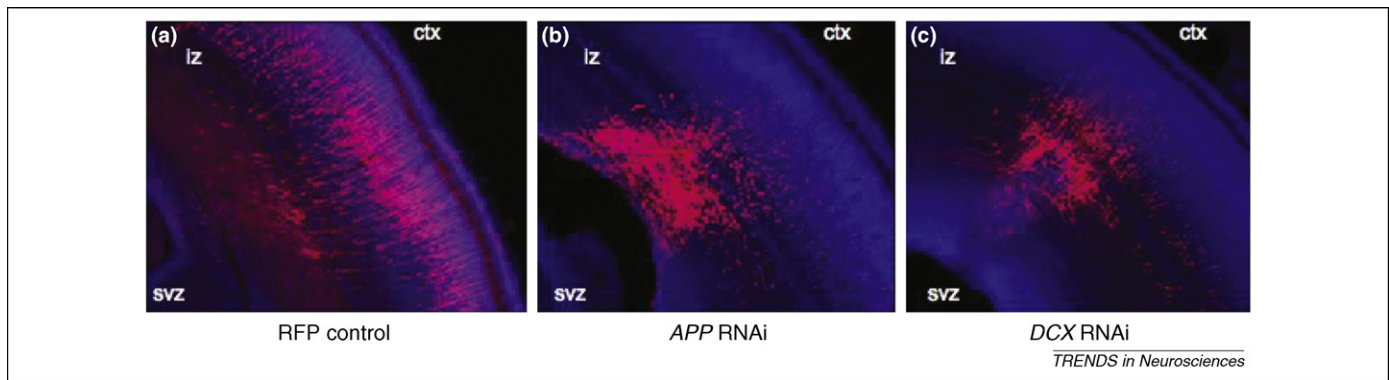 (a) ctx
iz
svz
(b) ctx
iz
svz
(c) ctx
iz
svz
RFP control
APP RNAi
DCX RNAi
TRENDS in Neurosciences